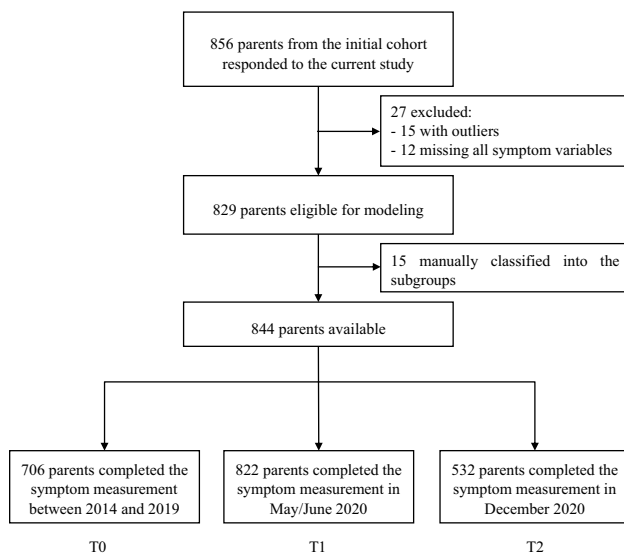 856 parents from the initial cohort
responded to the current study
27 excluded:
- 15 with outliers
- 12 missing all symptom variables
829 parents eligible for modeling
15 manually classified into the
subgroups
844 parents available
706 parents completed the
symptom measurement
between 2014 and 2019
822 parents completed the
symptom measurement in
May/June 2020
532 parents completed the
symptom measurement in
December 2020
T0
T1
T2